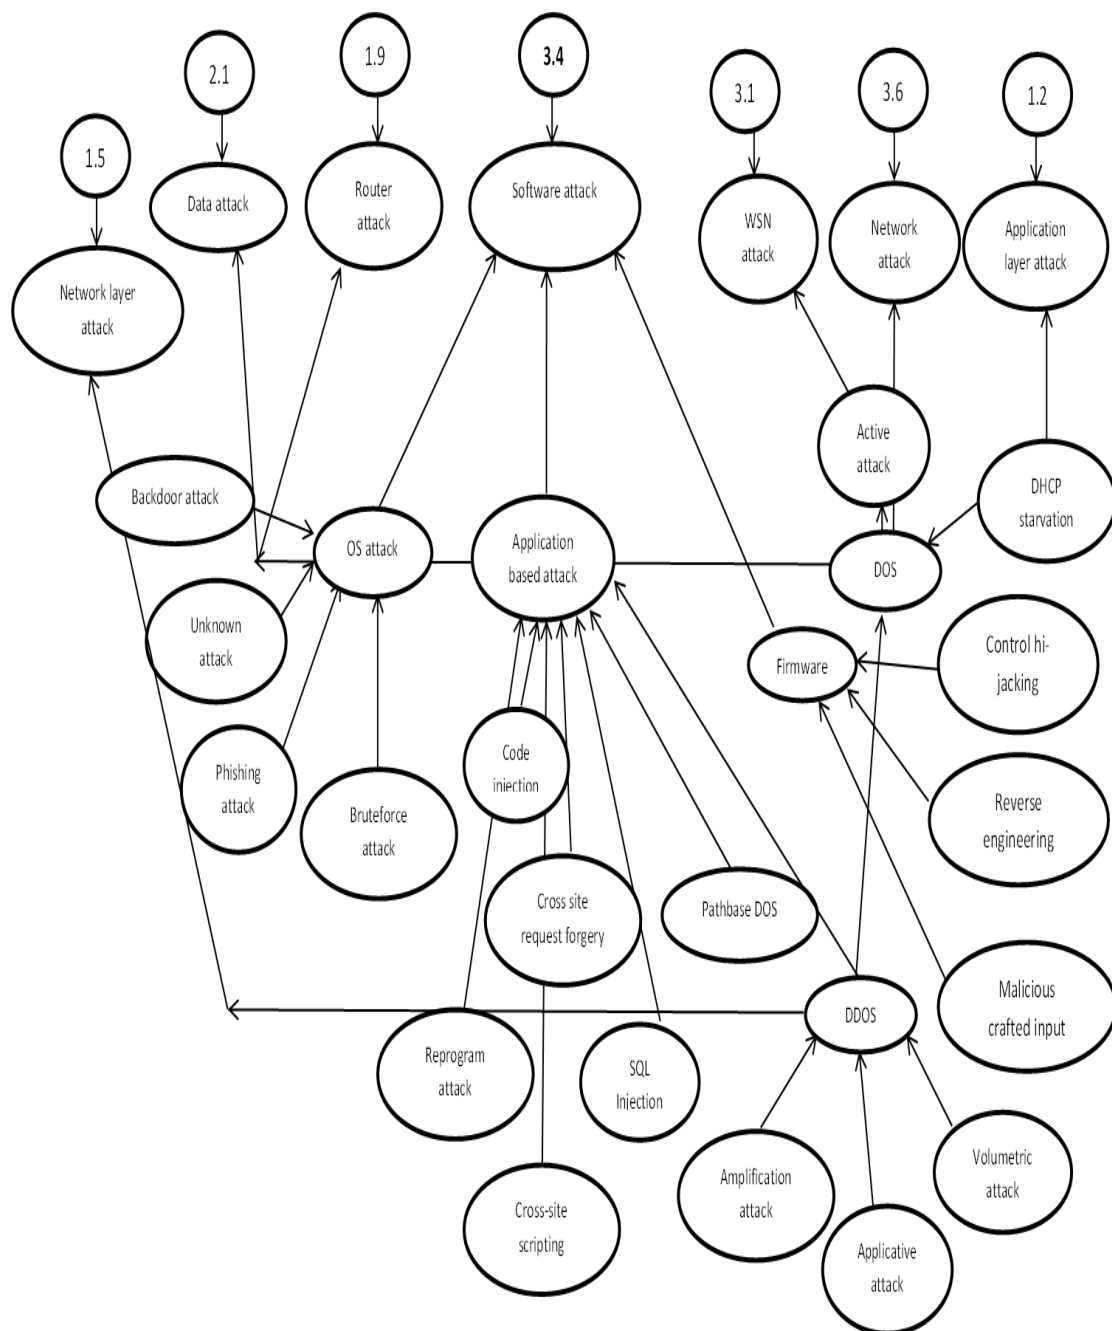 1.5
2.1
1.9
3.4
3.1
3.6
1.2
Network layer
attack
Data attack
Router
attack
Software attack
WSN
attack
Network
attack
Application
layer attack
Backdoor attack
OS attack
Application
based attack
Active
attack
DHCP
starvation
DOS
Unknown
attack
Firmware
Control hi-
jacking
Phishing
attack
Bruteforce
attack
Code
injection
Reverse
engineering
Cross site
request forgery
Pathbase DOS
Malicious
crafted input
DDOS
Reprogram
attack
SQL
Injection
Cross-site
scripting
Amplification
attack
Applicative
attack
Volumetric
attack